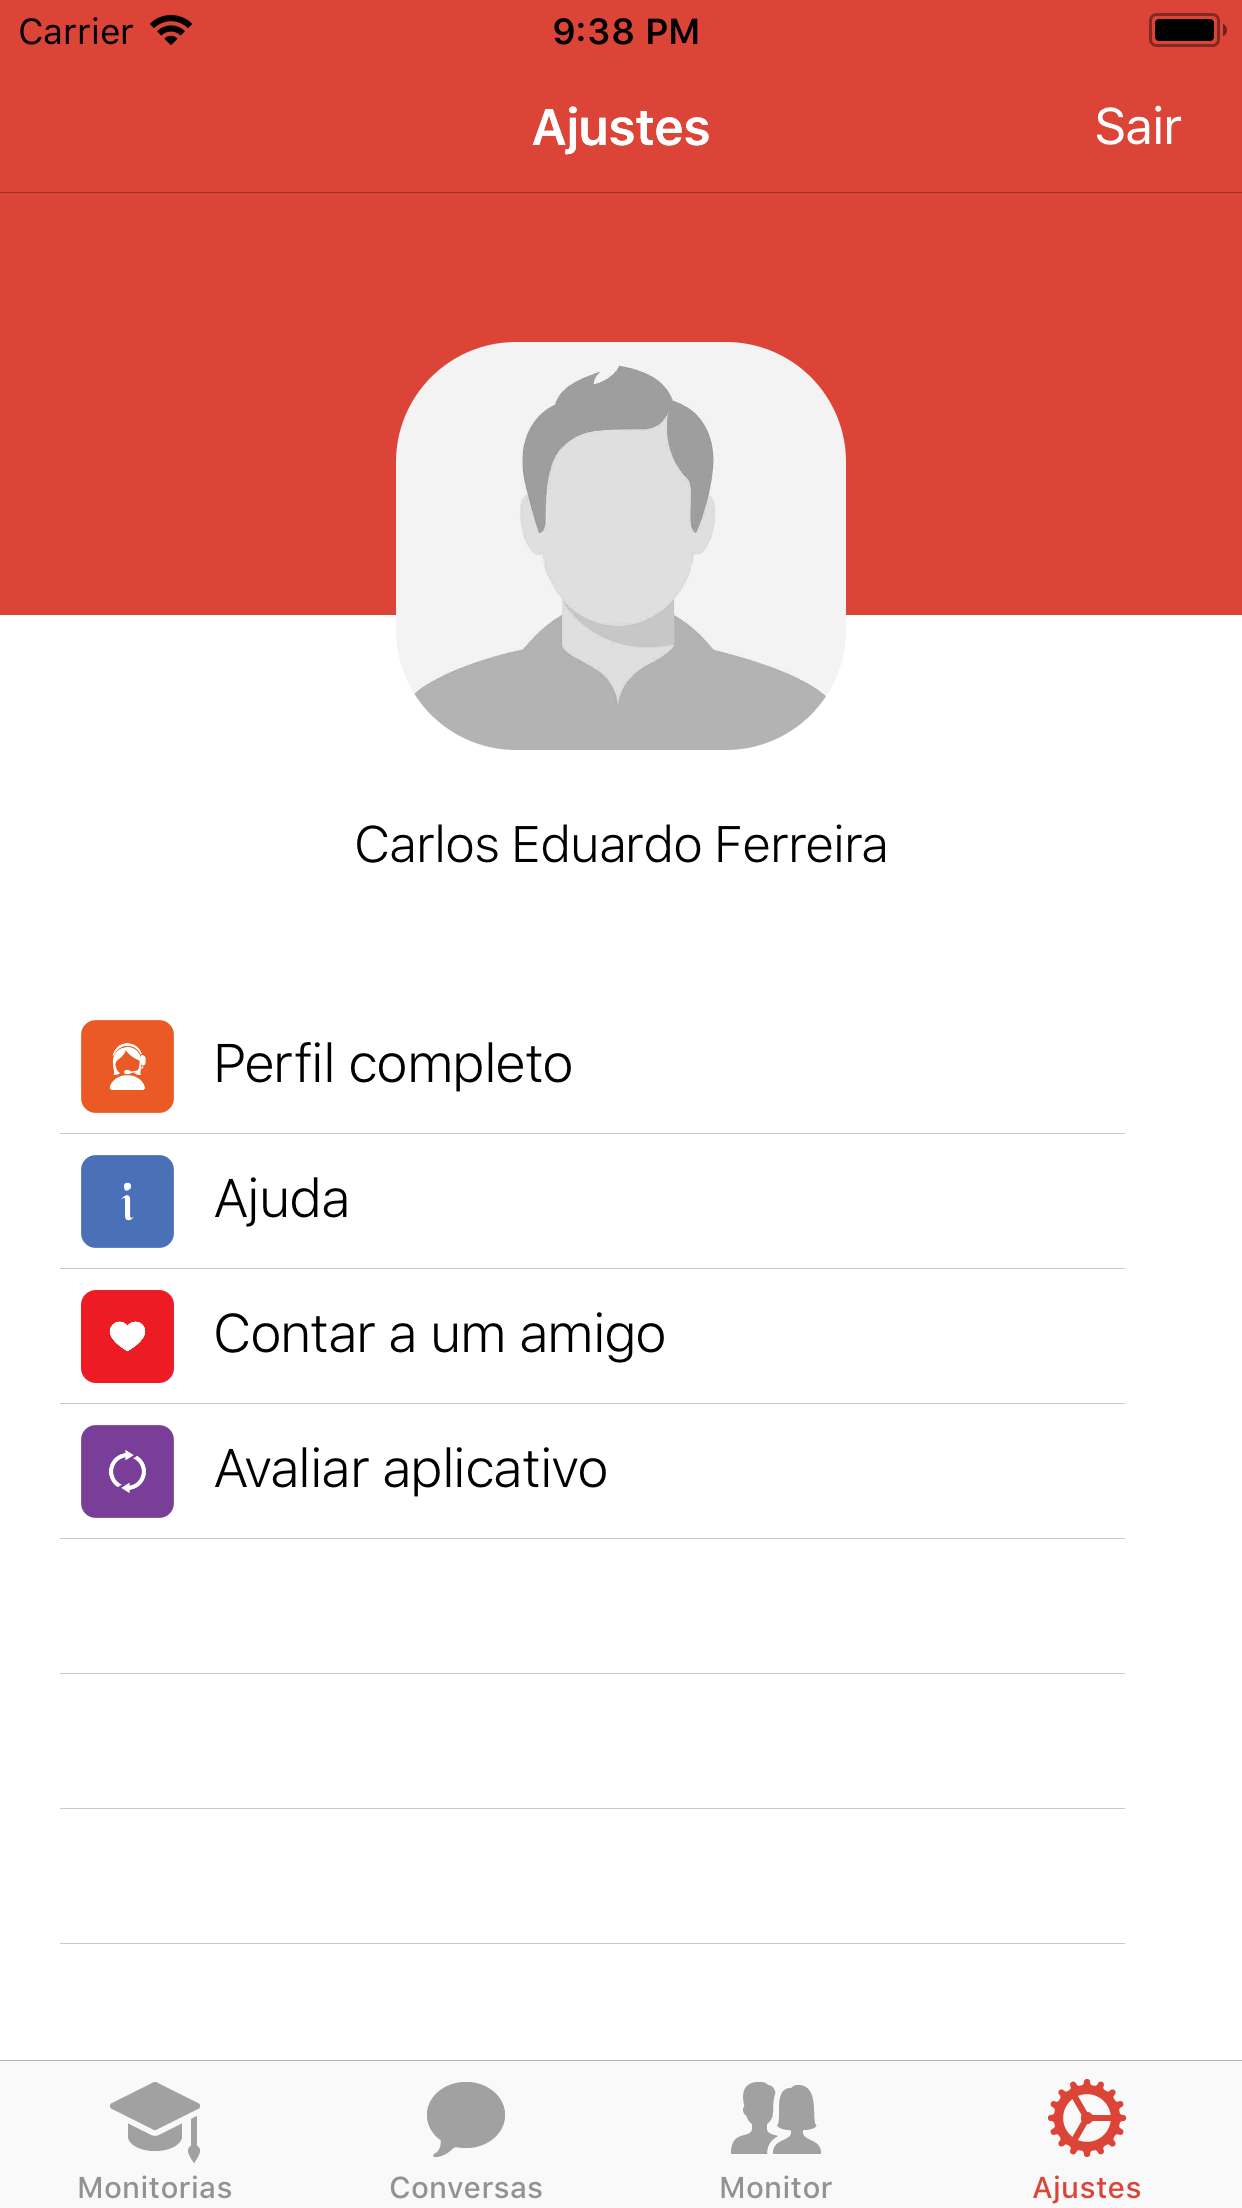 Carrier 9:38 PM
Ajustes Sair
Carlos Eduardo Ferreira
Perfil completo
i Ajuda
Contar a um amigo
Avaliar aplicativo
Monitorias Conversas Monitor Ajustes